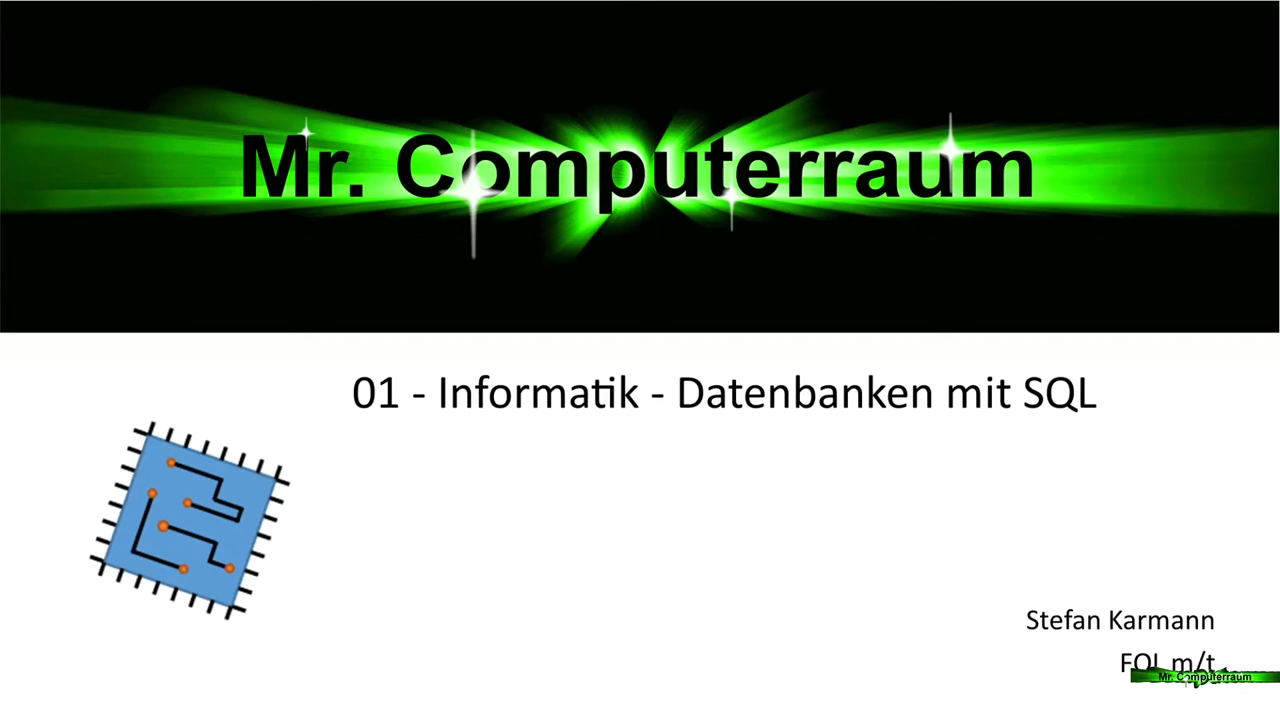 Mr. Computerraum
01 - Informatik - Datenbanken mit SQL
Stefan Karmann
FOL m/t
Mr. Computerraum